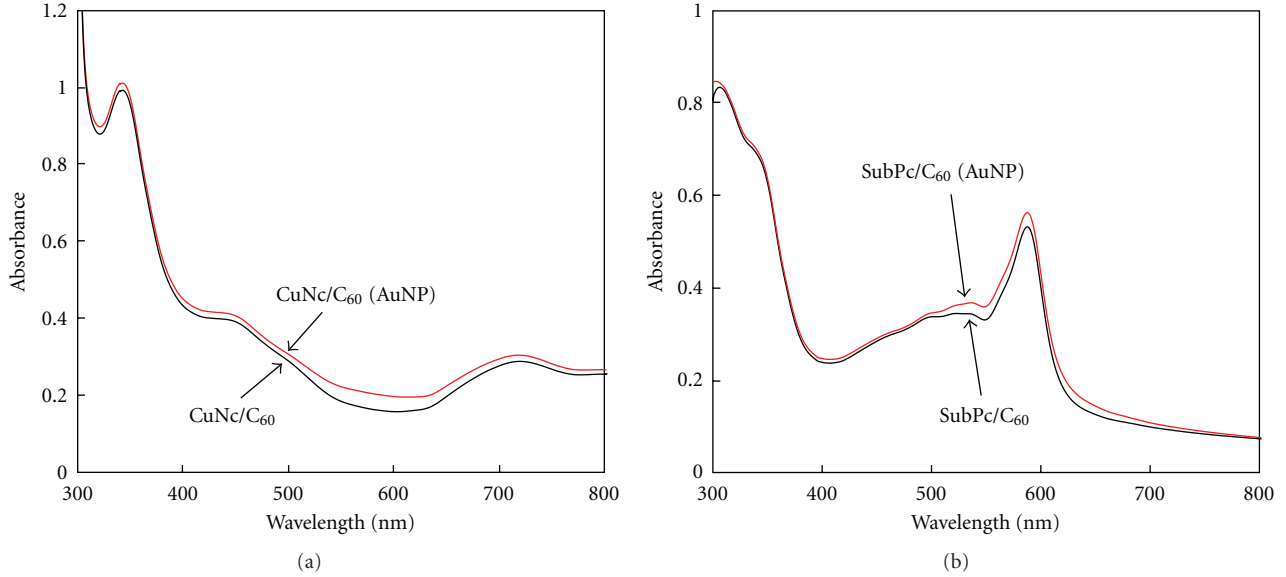 1.2
1
0.8
0.6
0.4
0.2
0
Absorbance
300
400
500
600
700
800
Wavelength (nm)
CuNc/C60 (AuNP)
CuNc/C60
(a)
1
0.8
0.6
0.4
0.2
0
Absorbance
300
400
500
600
700
800
Wavelength (nm)
SubPc/C60 (AuNP)
SubPc/C60
(b)